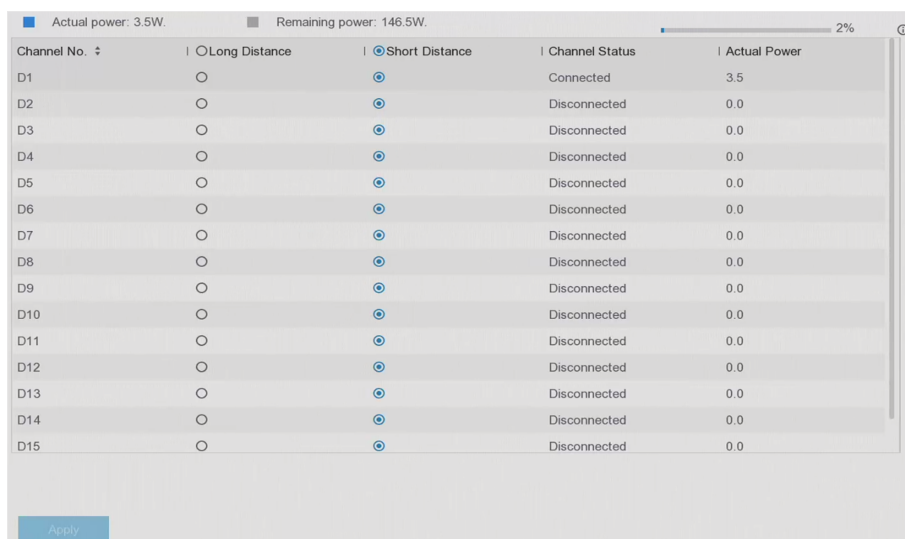 Actual power: 3.5W. Remaining power: 146.5W. 2%
Channel No. Long Distance Short Distance Channel Status Actual Power
D1 Connected 3.5
D2 Disconnected 0.0
D3 Disconnected 0.0
D4 Disconnected 0.0
D5 Disconnected 0.0
D6 Disconnected 0.0
D7 Disconnected 0.0
D8 Disconnected 0.0
D9 Disconnected 0.0
D10 Disconnected 0.0
D11 Disconnected 0.0
D12 Disconnected 0.0
D13 Disconnected 0.0
D14 Disconnected 0.0
D15 Disconnected 0.0
Apply